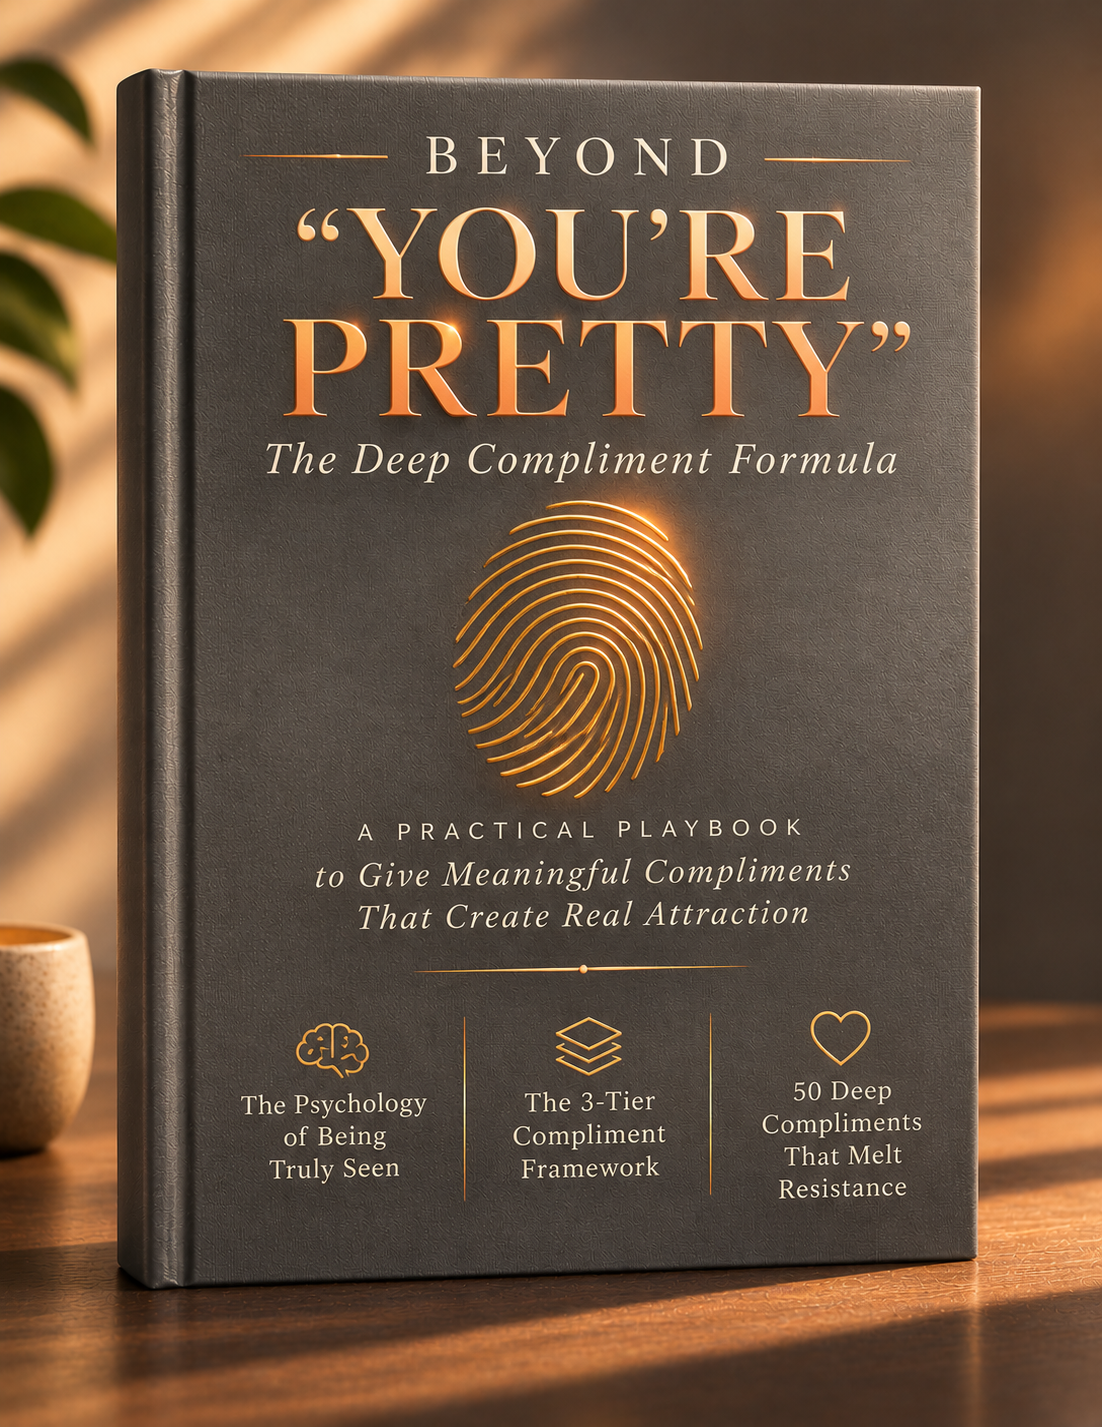 BEYOND
“YOU’RE
PRETTY”
The Deep Compliment Formula
A PRACTICAL PLAYBOOK
to Give Meaningful Compliments
That Create Real Attraction
The Psychology
of Being
Truly Seen
The 3-Tier
Compliment
Framework
50 Deep
Compliments
That Melt
Resistance